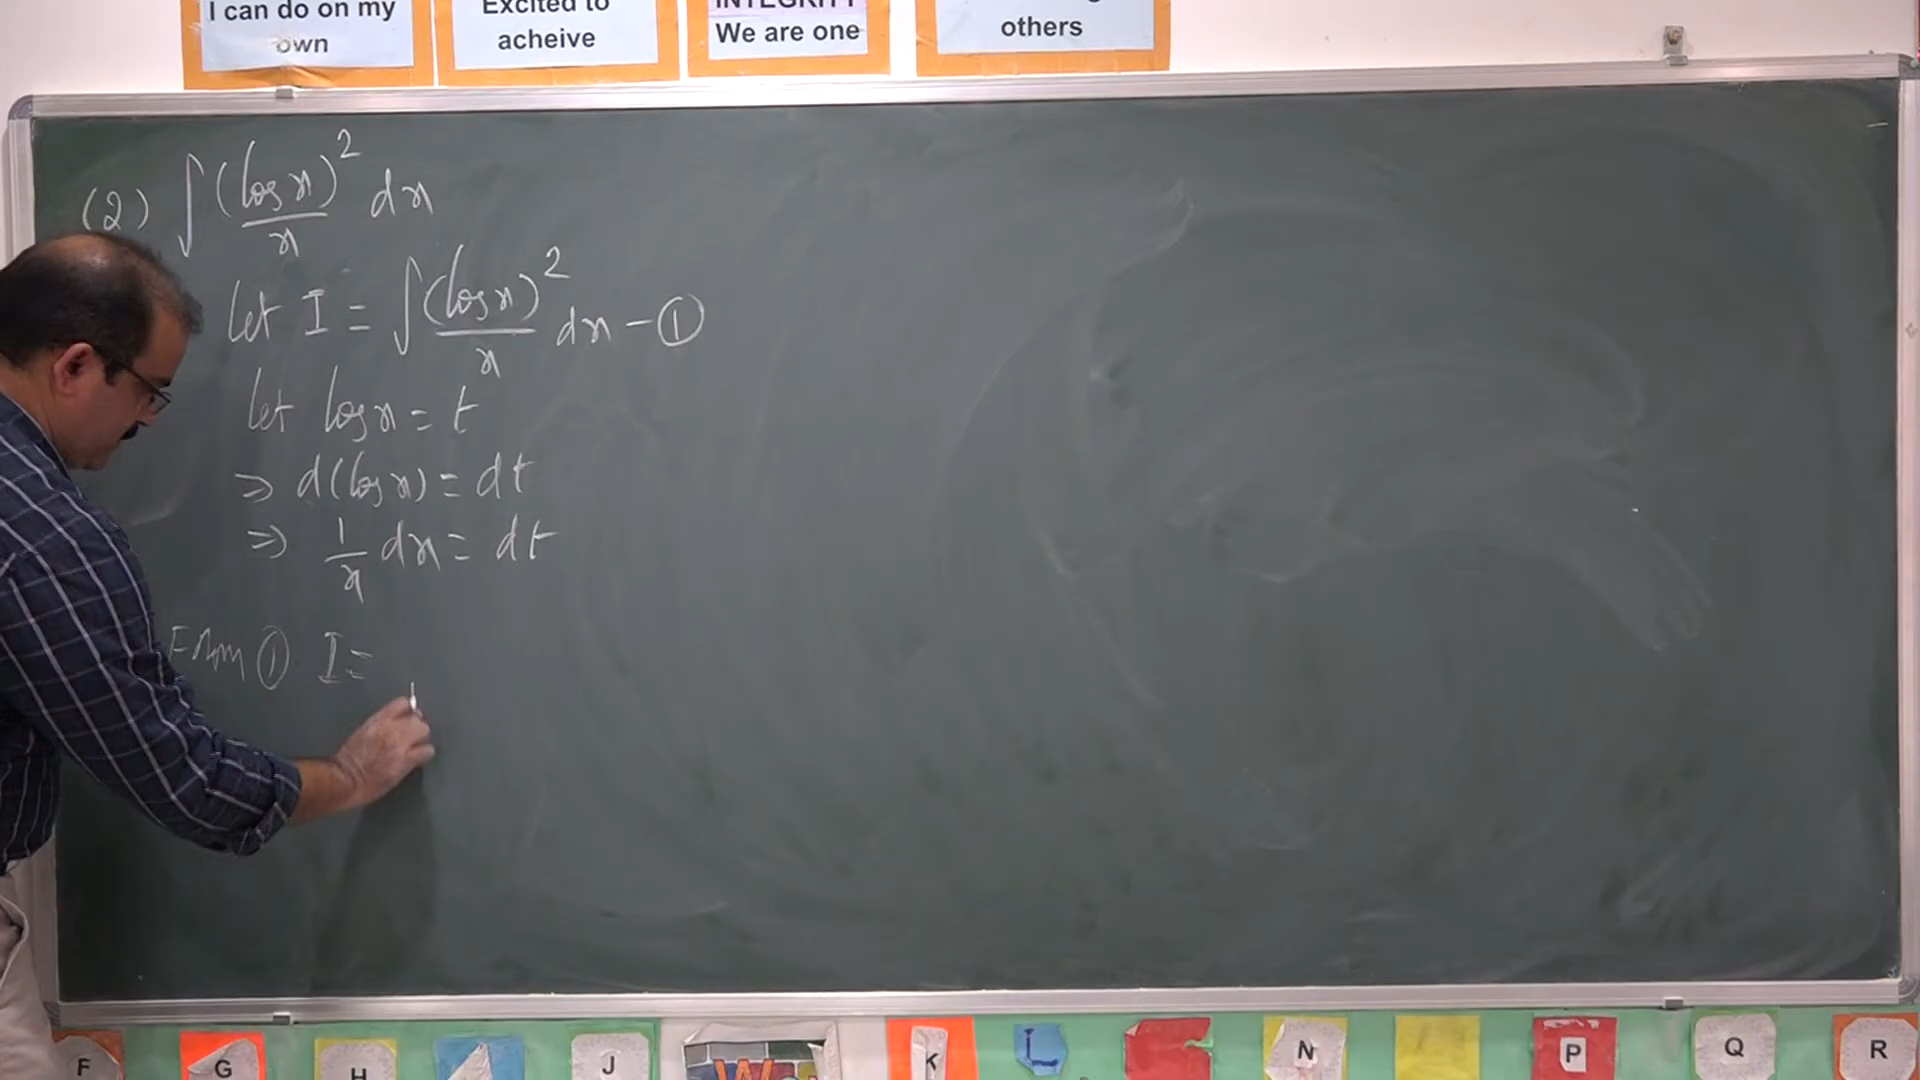 I can do on my
own
Excited to
acheive
INTEGRITY
We are one
others
(2) ∫ (log x)² / x dx
let I = ∫ (log x)² / x dx - ①
let log x = t
⇒ d(log x) = dt
⇒ 1/x dx = dt
From ① I =
F
G
H
J
K
L
N
P
Q
R